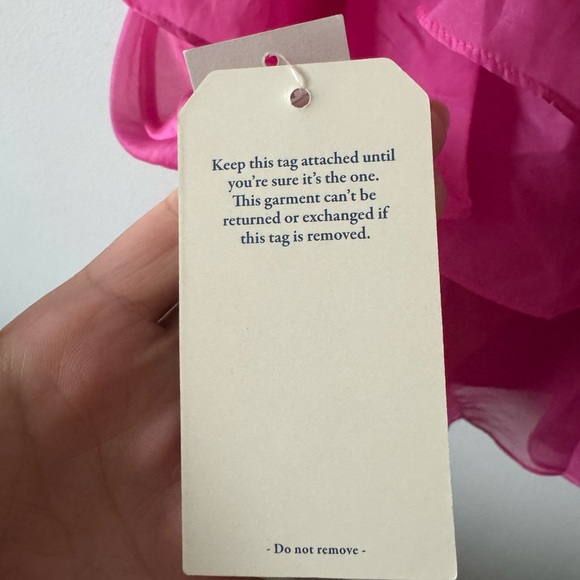 Keep this tag attached until
you're sure it's the one.
This garment can't be
returned or exchanged if
this tag is removed.
- Do not remove -